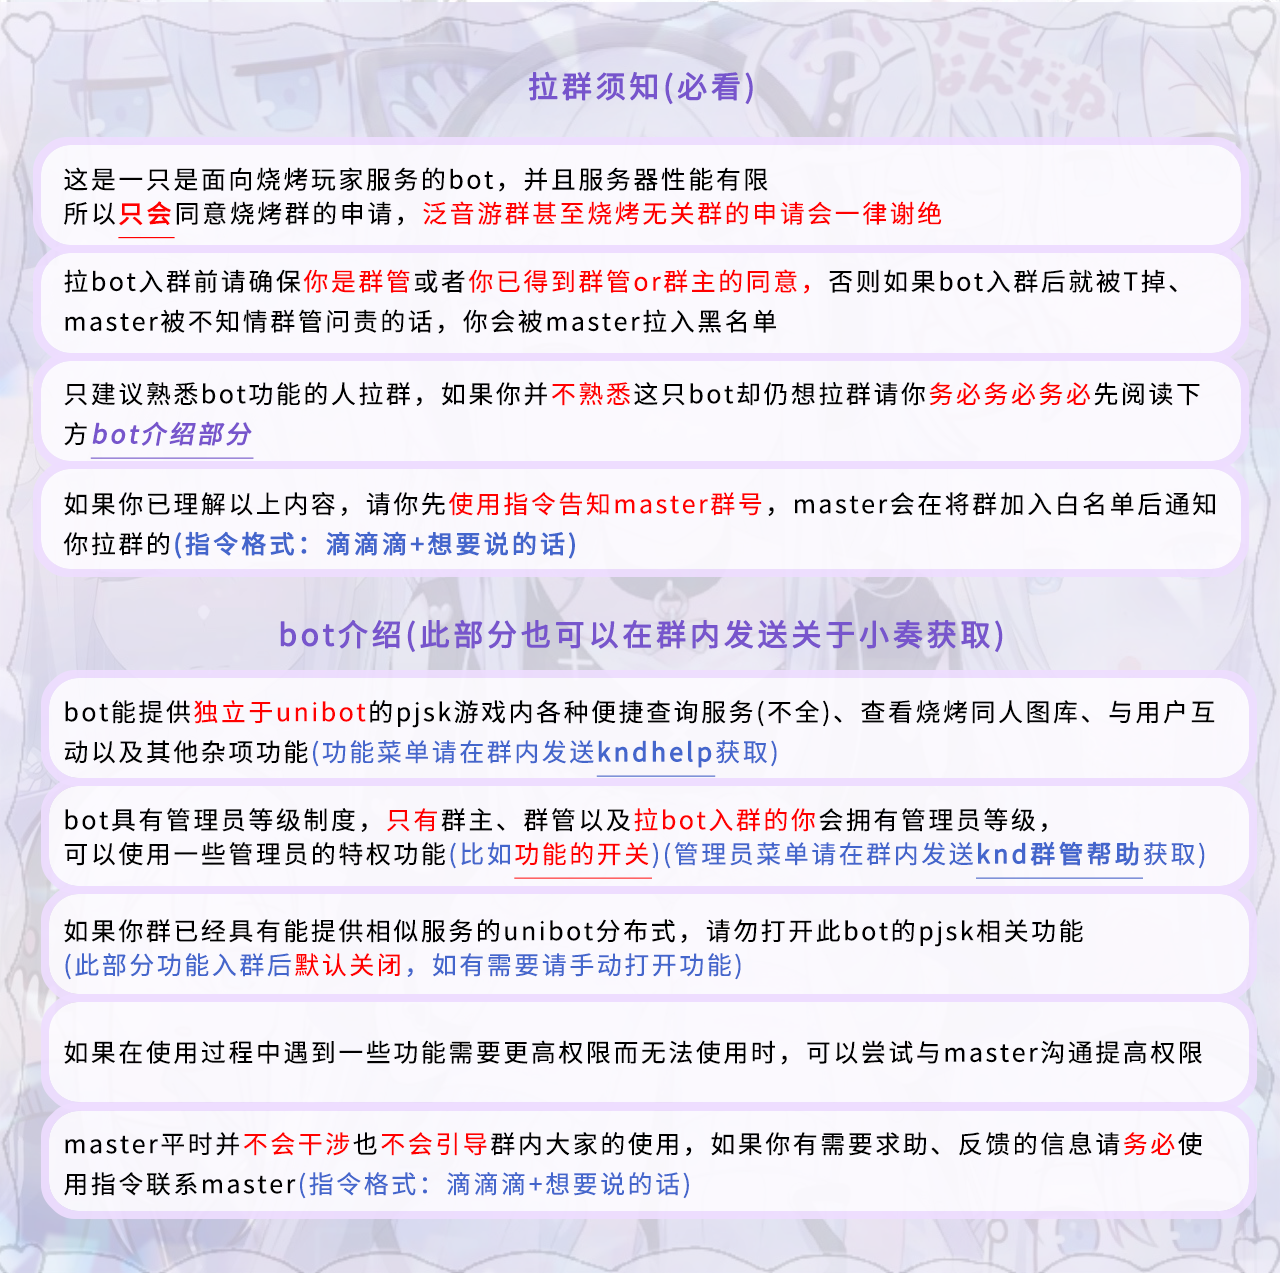 なんだね
拉群须知(必看)
这是一只是面向烧烤玩家服务的bot，并且服务器性能有限
所以只会同意烧烤群的申请，泛音游群甚至烧烤无关群的申请会一律谢绝
拉bot入群前请确保你是群管或者你已得到群管or群主的同意，否则如果bot入群后就被T掉、
master被不知情群管问责的话，你会被master拉入黑名单
只建议熟悉bot功能的人拉群，如果你并不熟悉这只bot却仍想拉群请你务必务必务必先阅读下
方bot介绍部分
如果你已理解以上内容，请你先使用指令告知master群号，master会在将群加入白名单后通知
你拉群的(指令格式：滴滴滴+想要说的话)
bot介绍(此部分也可以在群内发送关于小奏获取)
bot能提供独立于unibot的pjsk游戏内各种便捷查询服务(不全)、查看烧烤同人图库、与用户互
动以及其他杂项功能(功能菜单请在群内发送kndhelp获取)
bot具有管理员等级制度，只有群主、群管以及拉bot入群的你会拥有管理员等级，
可以使用一些管理员的特权功能(比如功能的开关)(管理员菜单请在群内发送knd群管帮助获取)
如果你群已经具有能提供相似服务的unibot分布式，请勿打开此bot的pjsk相关功能
(此部分功能入群后默认关闭，如有需要请手动打开功能)
如果在使用过程中遇到一些功能需要更高权限而无法使用时，可以尝试与master沟通提高权限
master平时并不会干涉也不会引导群内大家的使用，如果你有需要求助、反馈的信息请务必使
用指令联系master(指令格式：滴滴滴+想要说的话)